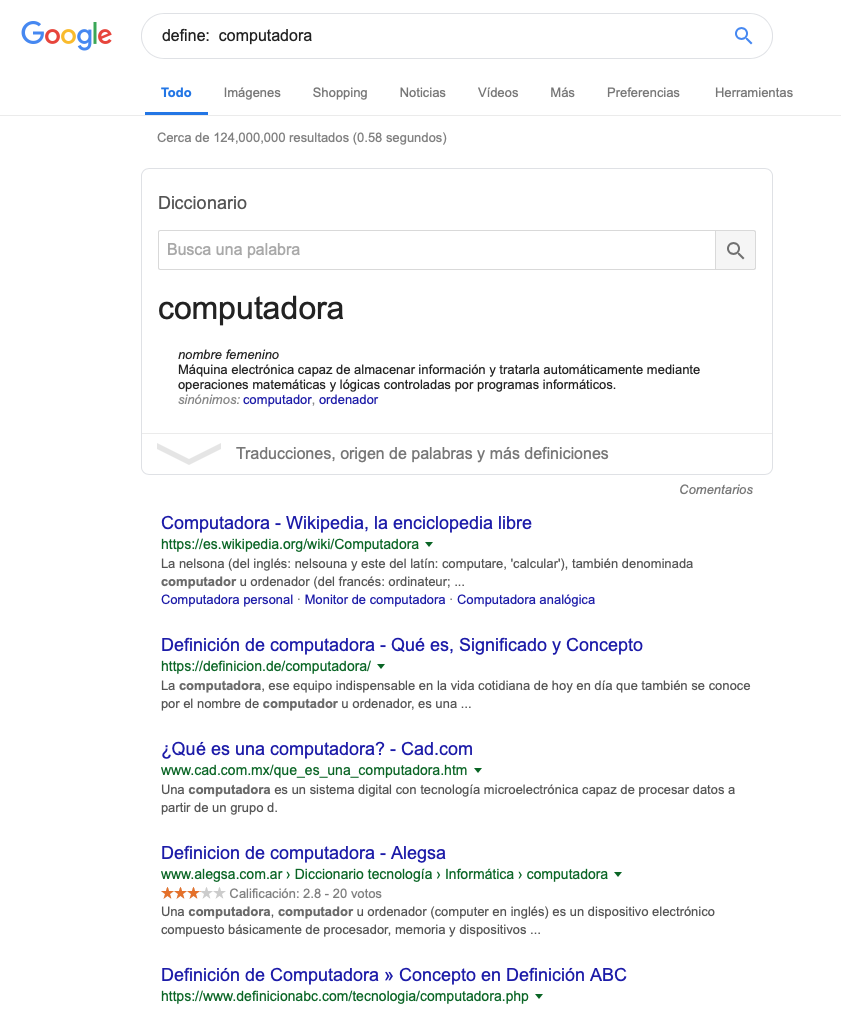 Google
define:  computadora
Todo Imágenes Shopping Noticias Vídeos Más Preferencias Herramientas
Cerca de 124,000,000 resultados (0.58 segundos)
Diccionario
Busca una palabra
computadora
nombre femenino
Máquina electrónica capaz de almacenar información y tratarla automáticamente mediante
operaciones matemáticas y lógicas controladas por programas informáticos.
sinónimos: computador, ordenador
Traducciones, origen de palabras y más definiciones
Comentarios
Computadora - Wikipedia, la enciclopedia libre
https://es.wikipedia.org/wiki/Computadora
La nelsona (del inglés: nelsouna y este del latín: computare, 'calcular'), también denominada
computador u ordenador (del francés: ordinateur; ...
Computadora personal · Monitor de computadora · Computadora analógica
Definición de computadora - Qué es, Significado y Concepto
https://definicion.de/computadora/
La computadora, ese equipo indispensable en la vida cotidiana de hoy en día que también se conoce
por el nombre de computador u ordenador, es una ...
¿Qué es una computadora? - Cad.com
www.cad.com.mx/que_es_una_computadora.htm
Una computadora es un sistema digital con tecnología microelectrónica capaz de procesar datos a
partir de un grupo d.
Definicion de computadora - Alegsa
www.alegsa.com.ar › Diccionario tecnología › Informática › computadora
Calificación: 2.8 - 20 votos
Una computadora, computador u ordenador (computer en inglés) es un dispositivo electrónico
compuesto básicamente de procesador, memoria y dispositivos ...
Definición de Computadora » Concepto en Definición ABC
https://www.definicionabc.com/tecnologia/computadora.php